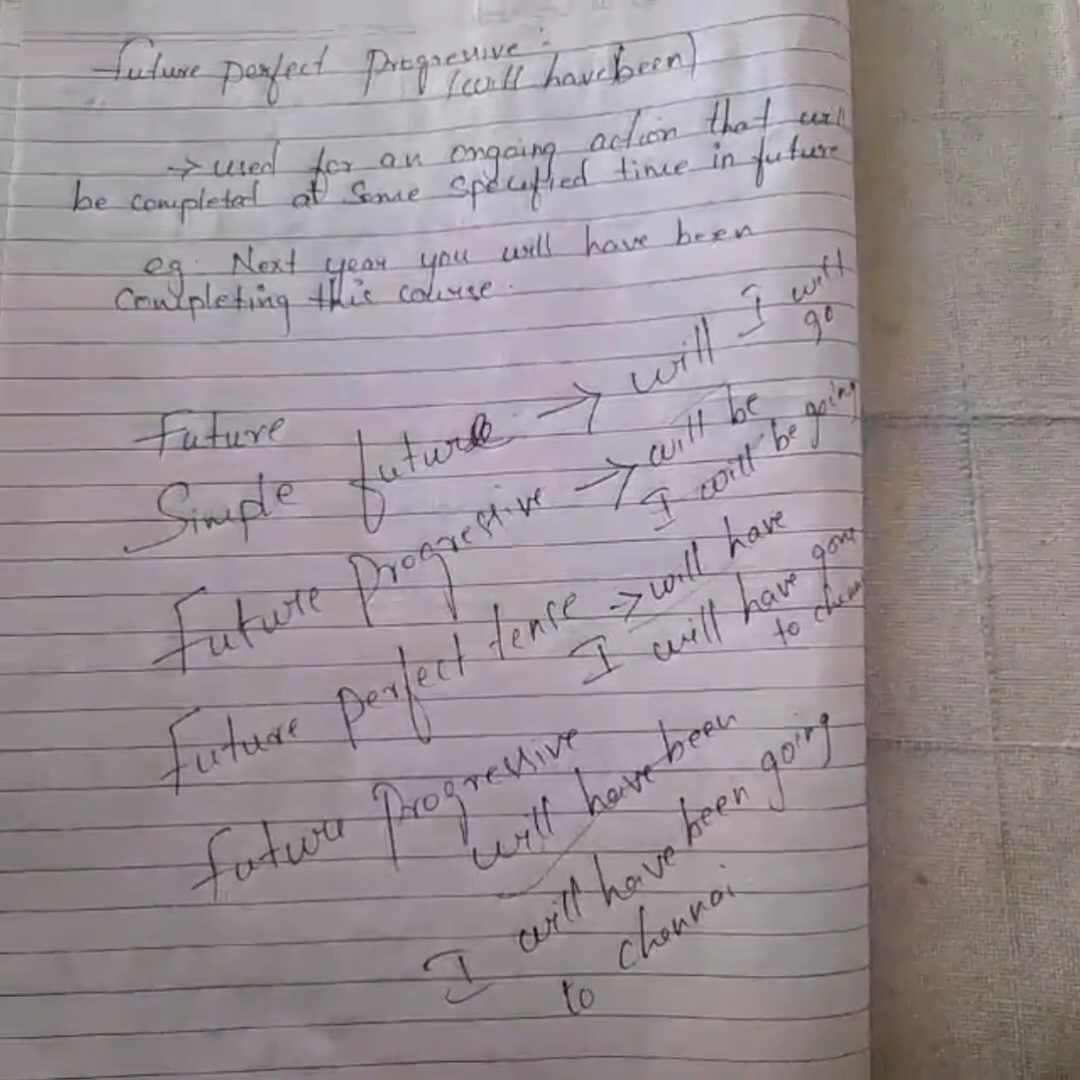 Future perfect Progressive :
(will have been)
→ used for an ongoing action that will
be completed at some specified time in future
eg. Next year you will have been
completing this course.
Future
Simple future → will I will go
Future Progressive → will be
I will be going
Future perfect tense → will have
I will have gone
to
Future Progressive
will have been
I will have been going
to chennai